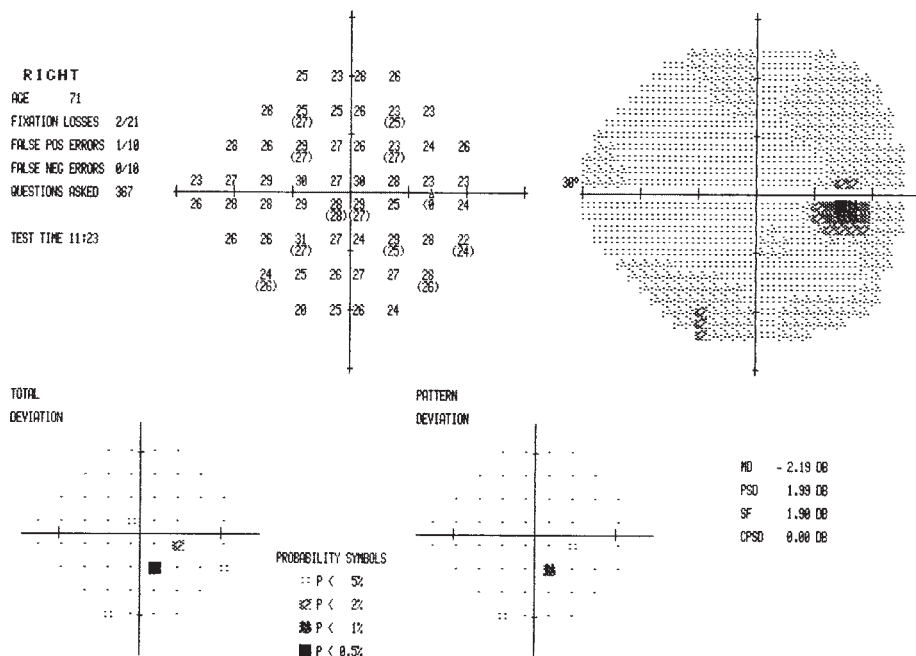 RIGHT
AGE 71
FIXATION LOSSES 2/21
FALSE POS ERRORS 1/10
FALSE NEG ERRORS 0/10
QUESTIONS ASKED 367
TEST TIME 11:23
25 23 28 26
28 25 25 26 23 23
(27) (25)
28 26 29 27 26 23 24 26
(27) (27)
23 27 29 30 27 30 28 23 23
26 28 28 29 28 29 25 <0 24
(28) (27)
26 26 31 27 24 29 28 22
(27) (25) (24)
24 25 26 27 27 28
(26) (26)
20 25 26 24
30°
TOTAL
DEVIATION
PATTERN
DEVIATION
PROBABILITY SYMBOLS
P < 5%
P < 2%
P < 1%
P < 0.5%
MD - 2.19 DB
PSD 1.99 DB
SF 1.90 DB
CPSD 0.00 DB